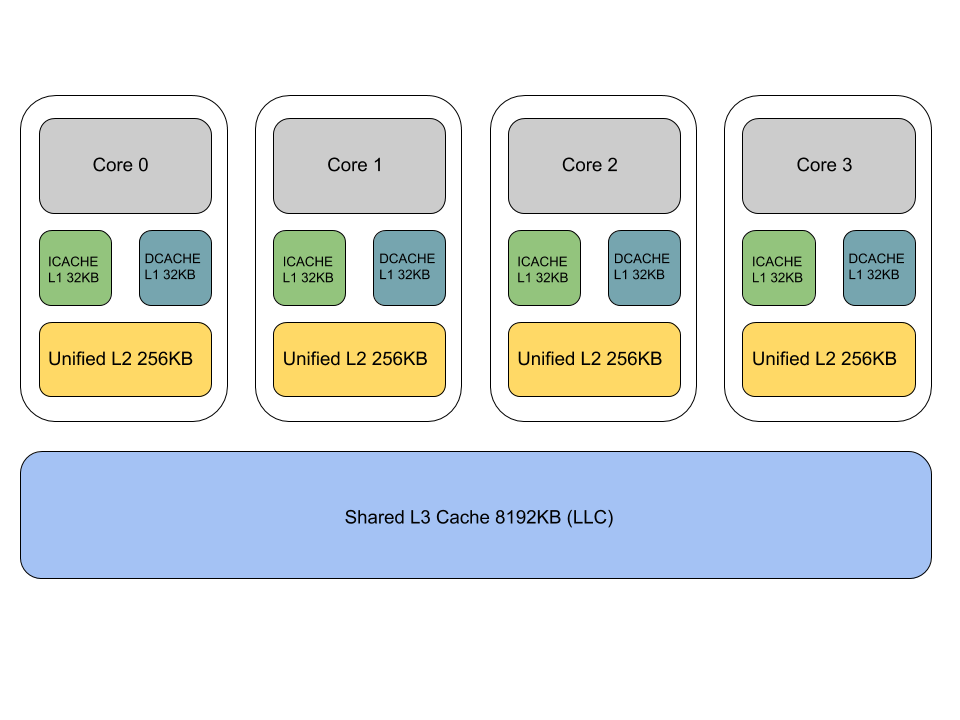 Core 0
Core 1
Core 2
Core 3
ICACHE
L1 32KB
DCACHE
L1 32KB
ICACHE
L1 32KB
DCACHE
L1 32KB
ICACHE
L1 32KB
DCACHE
L1 32KB
ICACHE
L1 32KB
DCACHE
L1 32KB
Unified L2 256KB
Unified L2 256KB
Unified L2 256KB
Unified L2 256KB
Shared L3 Cache 8192KB (LLC)